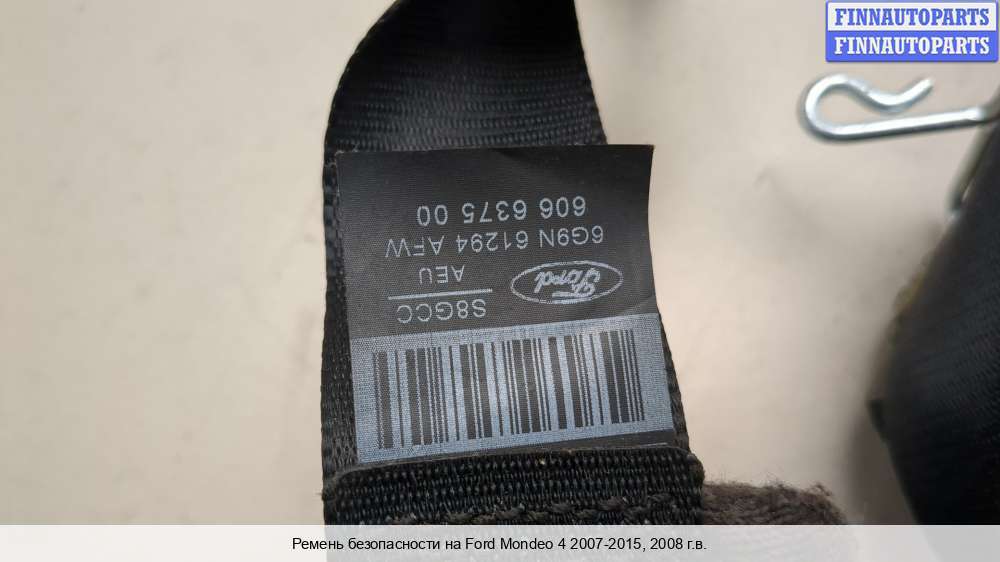 FINNAUTOPARTS
FINNAUTOPARTS
S8GCC
AEU
Ford
6G9N 61294 AFW
606 6375 00
Ремень безопасности на Ford Mondeo 4 2007-2015, 2008 г.в.